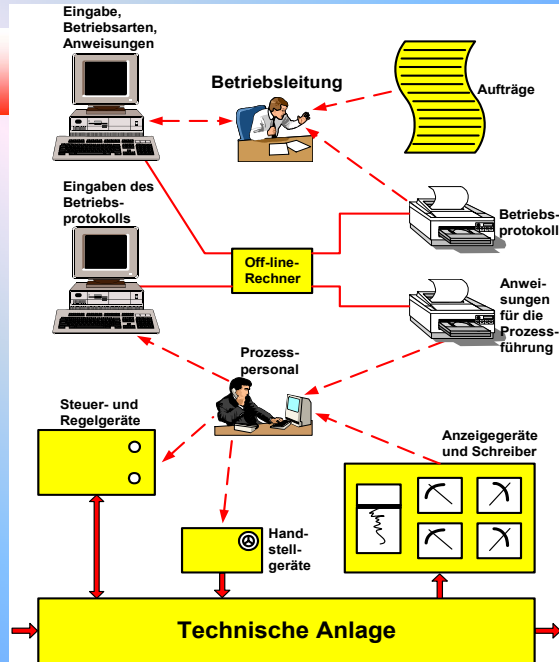 Eingabe,
Betriebsarten,
Anweisungen
Betriebsleitung
Aufträge
Eingaben des
Betriebs-
protokolls
Betriebs-
protokoll
Off-line-
Rechner
Anwei-
sungen
für die
Prozess-
führung
Prozess-
personal
Steuer- und
Regelgeräte
Anzeigegeräte
und Schreiber
Hand-
stell-
geräte
Technische Anlage